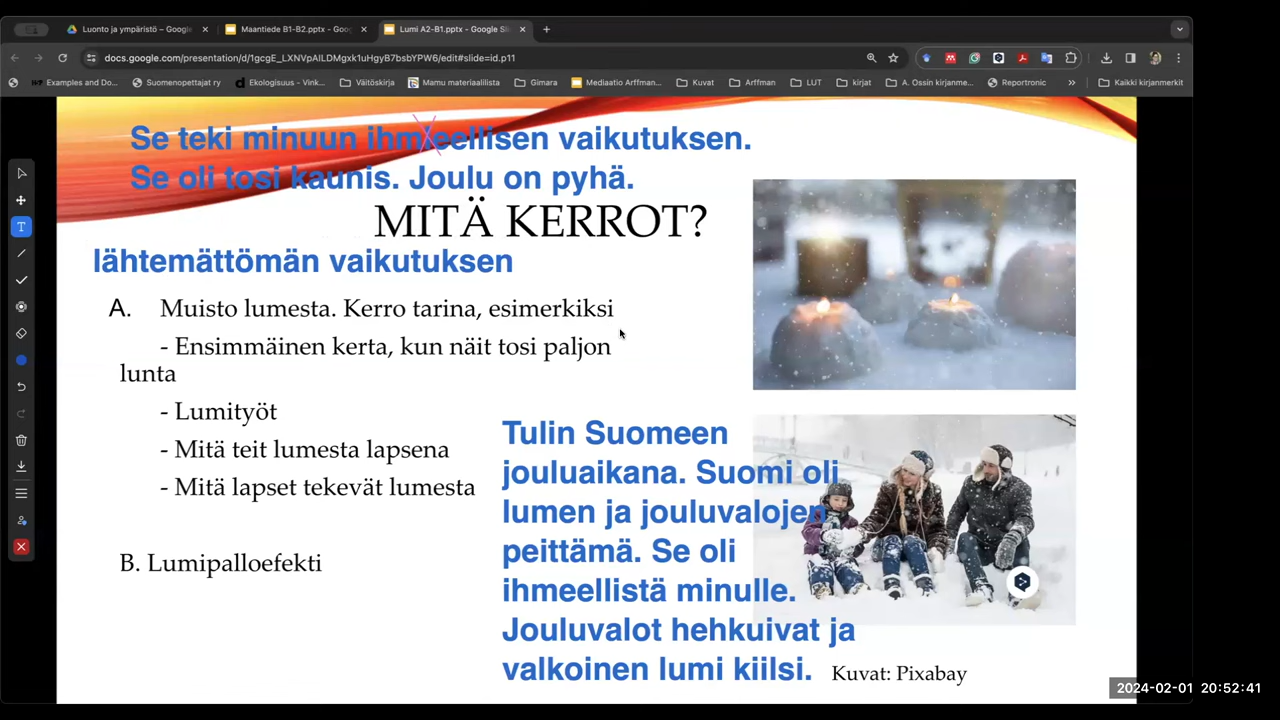 Luonto ja ympäristö – Google
Maantiede B1-B2.pptx - Goo
Lumi A2-B1.pptx - Google Sli
docs.google.com/presentation/d/1gcgE_LXNVpAILDMgxk1uHgyB7bsbYPW6/edit#slide=id.p11
Examples and Do...
Suomenopettajat ry
Ekologisuus - Vink...
Väitöskirja
Mamu materiaalilista
Gimara
Mediaatio Arffman
Kuvat
Arffman
LUT
kirjat
A. Ossin kirjanme...
Reportronic
Kaikki kirjanmerkit
Se teki minuun ihmeellisen vaikutuksen.
Se oli tosi kaunis. Joulu on pyhä.
MITÄ KERROT?
lähtemättömän vaikutuksen
A. Muisto lumesta. Kerro tarina, esimerkiksi
- Ensimmäinen kerta, kun näit tosi paljon
lunta
- Lumityöt
- Mitä teit lumesta lapsena
- Mitä lapset tekevät lumesta
B. Lumipalloefekti
Tulin Suomeen
jouluaikana. Suomi oli
lumen ja jouluvalojen
peittämä. Se oli
ihmeellistä minulle.
Jouluvalot hehkuivat ja
valkoinen lumi kiilsi.
Kuvat: Pixabay
2024-02-01 20:52:41